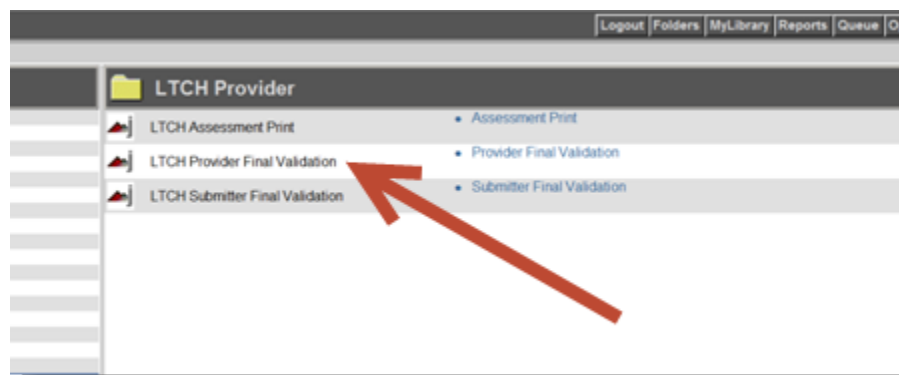 Logout Folders MyLibrary Reports Queue
LTCH Provider
LTCH Assessment Print • Assessment Print
LTCH Provider Final Validation • Provider Final Validation
LTCH Submitter Final Validation • Submitter Final Validation